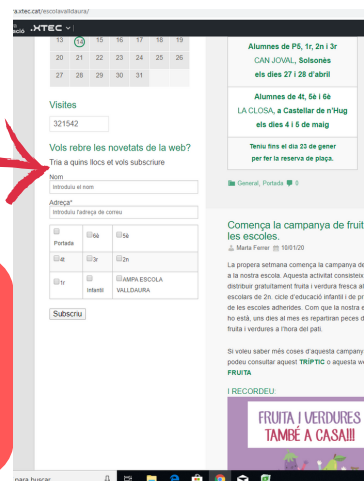 a.xtec.cat/escolavalldaura/
ació .XTEC
13 14 15 16 17 18 19
20 21 22 23 24 25 26
27 28 29 30 31
Visites
321542
Vols rebre les novetats de la web?
Tria a quins llocs et vols subscriure
Nom
Introduïu el nom
Adreça*
Introduïu l'adreça de correu
Portada 6è 5è
4t 3r 2n
1r Infantil AMPA ESCOLA VALLDAURA
Subscriu
Alumnes de P5, 1r, 2n i 3r
CAN JOVAL, Solsonès
els dies 27 i 28 d'abril
Alumnes de 4t, 5è i 6è
LA CLOSA, a Castellar de n'Hug
els dies 4 i 5 de maig
Teniu fins el dia 23 de gener
per fer la reserva de plaça.
General, Portada 0
Comença la campanya de fruit
les escoles.
Marta Ferrer 10/01/20
La propera setmana comença la campanya de
a la nostra escola. Aquesta activitat consisteix
distribuir gratuïtament fruita i verdura fresca al
escolars de 2n. cicle d'educació infantil i de pr
de les escoles adherides. Com que la nostra e
ho està, uns dies al mes es repartiran peces d
fruita i verdures a l'hora del pati.
Si voleu saber més coses d'aquesta campany
podeu consultar aquest TRÍPTIC o aquesta we
FRUITA
I RECORDEU:
FRUITA I VERDURES
TAMBÉ A CASA!!!
para buscar